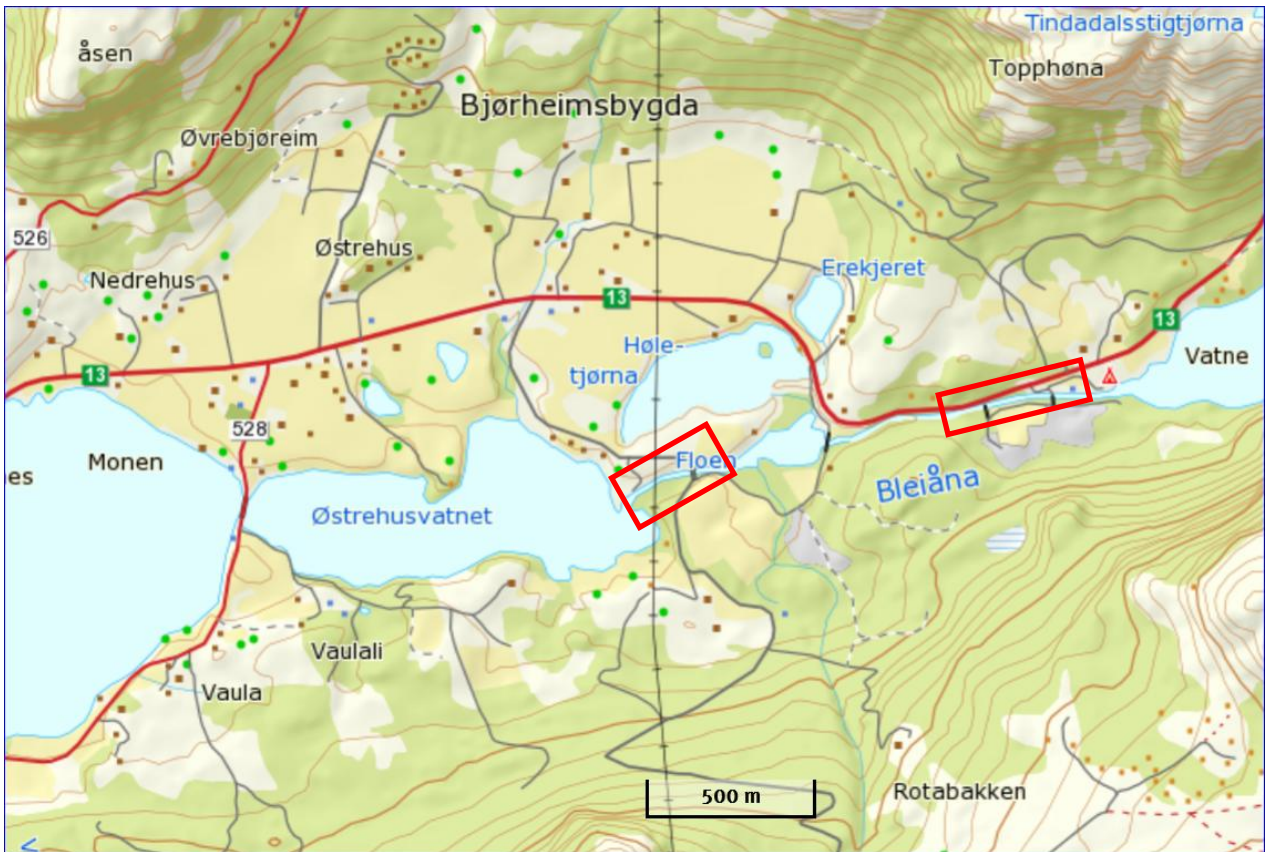 Tindadalsstigtjørna
åsen
Topphøna
Bjørheimsbygda
Øvrebjøreim
526
Østrehus
Nedrehus
Erekjeret
13
13
Høle-
tjørna
Vatne
13
528
Monen
es
Floen
Bleiåna
Østrehusvatnet
Vaulali
Vaula
500 m
Rotabakken